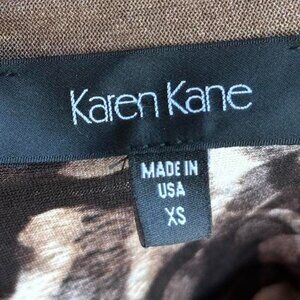 Karen Kane
MADE IN
USA
XS